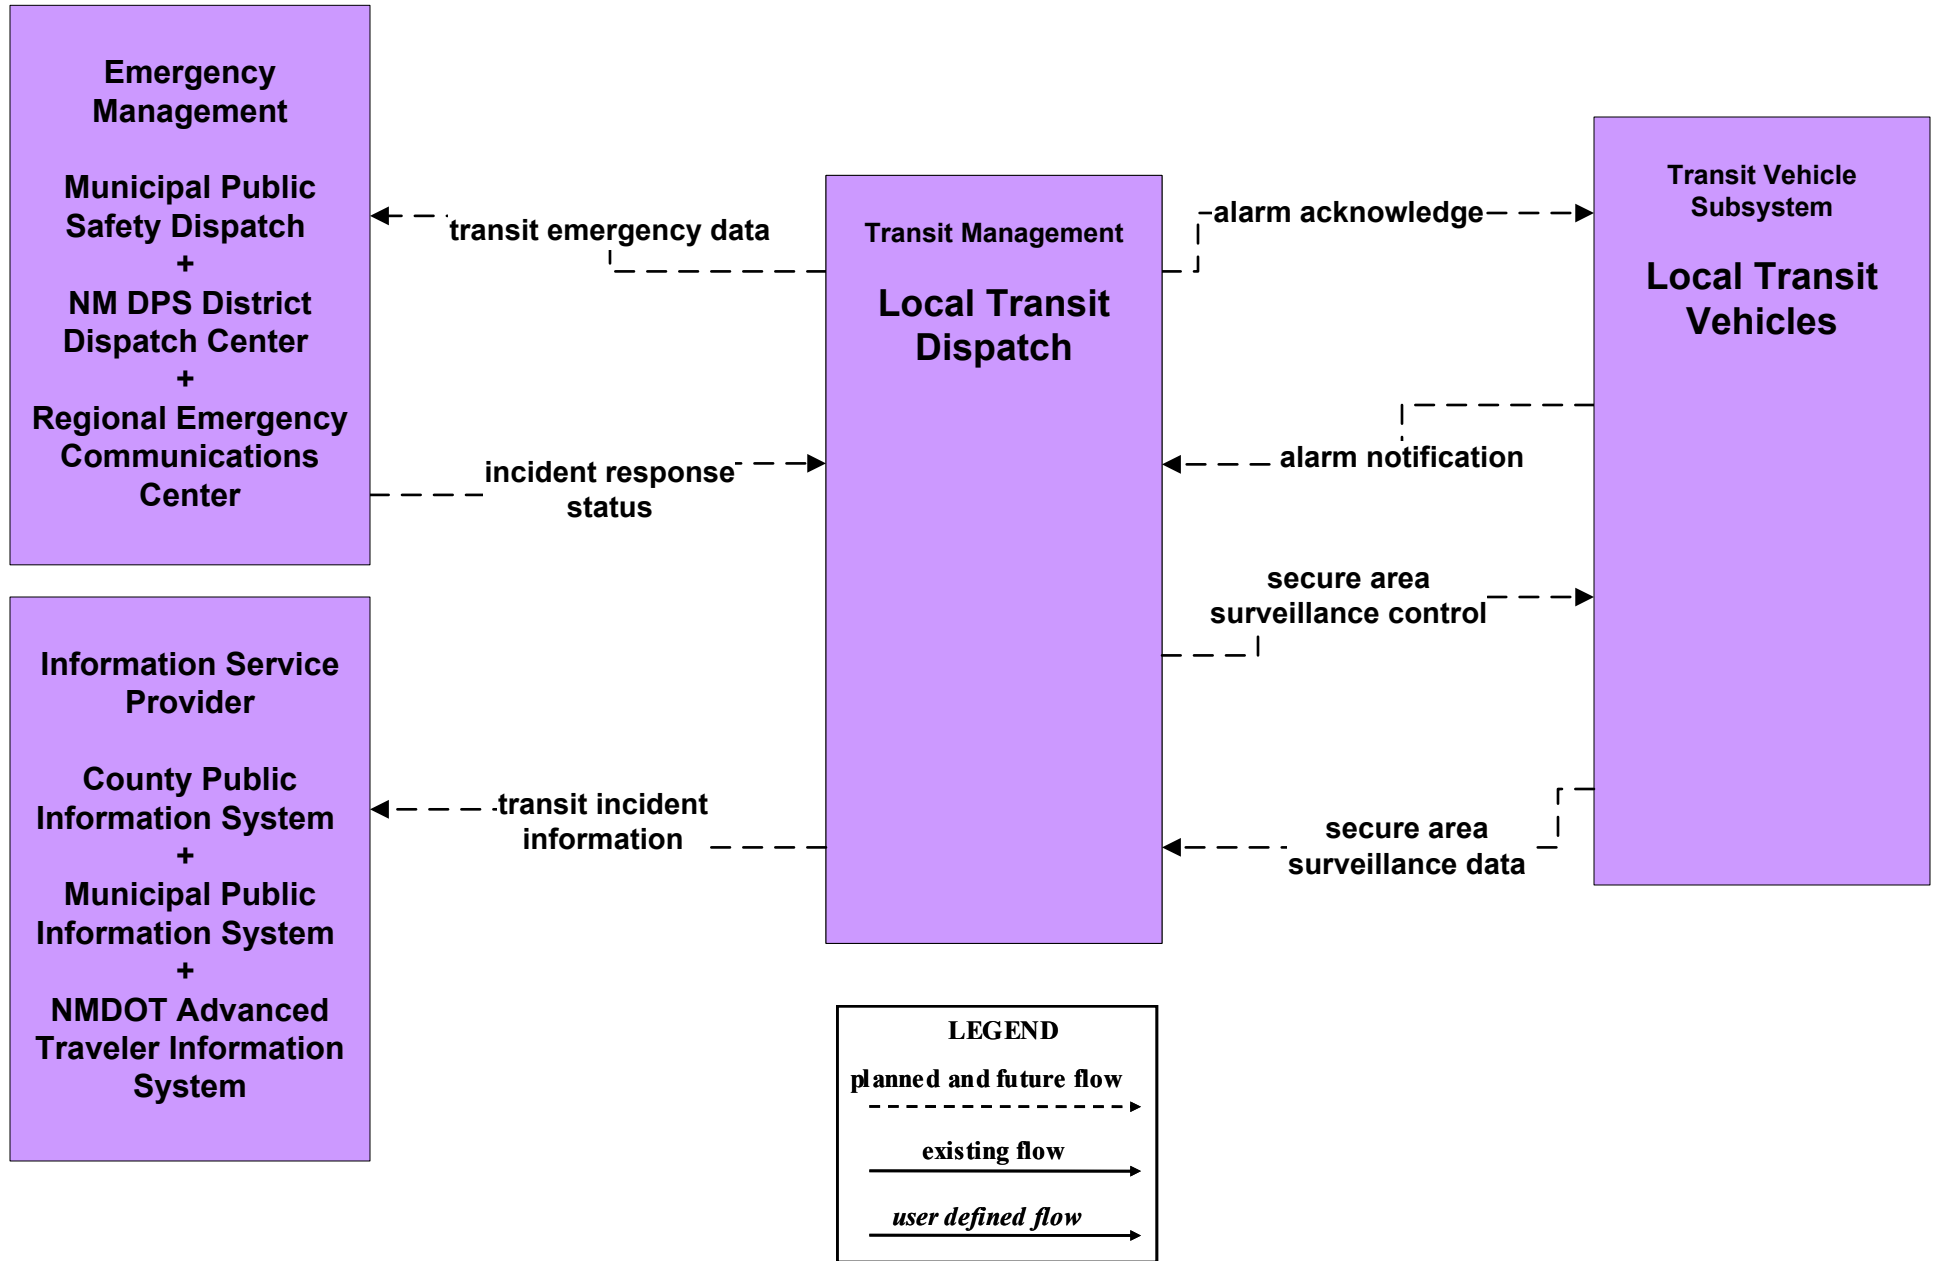 Emergency
Management
Municipal Public
Safety Dispatch
+
NM DPS District
Dispatch Center
+
Regional Emergency
Communications
Center
Information Service
Provider
County Public
Information System
+
Municipal Public
Information System
+
NMDOT Advanced
Traveler Information
System
transit emergency data
incident response
status
transit incident
information
Transit Management
Local Transit
Dispatch
alarm acknowledge
alarm notification
secure area
surveillance control
secure area
surveillance data
Transit Vehicle
Subsystem
Local Transit
Vehicles
LEGEND
planned and future flow
existing flow
user defined flow